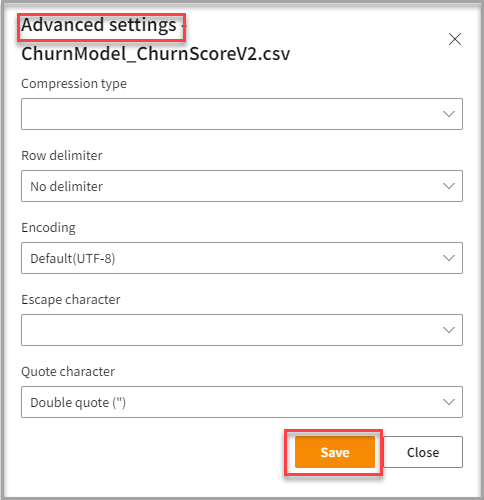 Advanced settings -
ChurnModel_ChurnScoreV2.csv
Compression type
Row delimiter
No delimiter
Encoding
Default(UTF-8)
Escape character
Quote character
Double quote (")
Save
Close